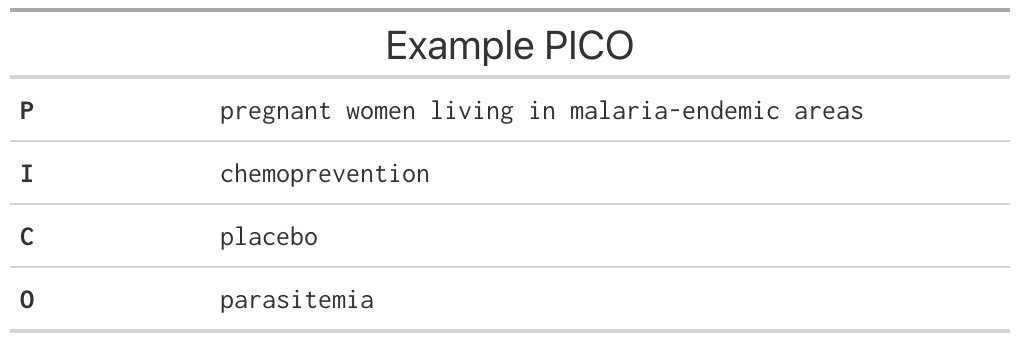 Example PICO
P pregnant women living in malaria-endemic areas
I chemoprevention
C placebo
O parasitemia